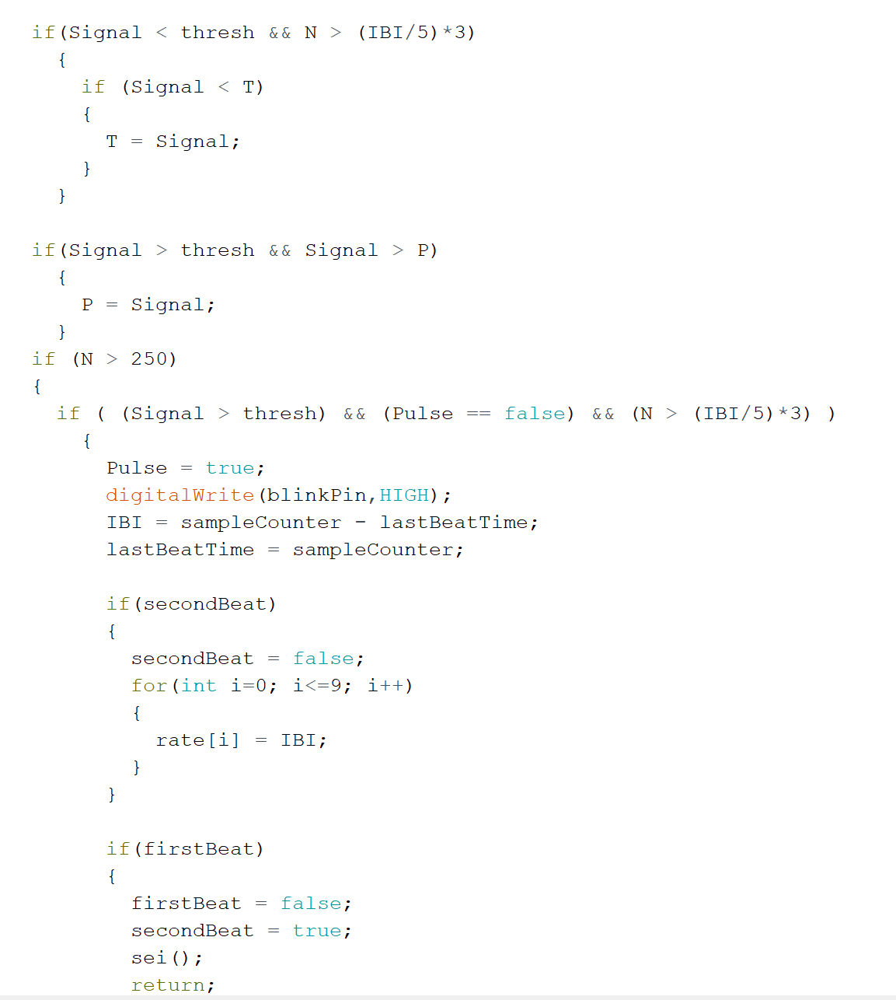 if(Signal < thresh && N > (IBI/5)*3)
{
if (Signal < T)
{
T = Signal;
}
}
if(Signal > thresh && Signal > P)
{
P = Signal;
}
if (N > 250)
{
if ( (Signal > thresh) && (Pulse == false) && (N > (IBI/5)*3) )
{
Pulse = true;
digitalWrite(blinkPin,HIGH);
IBI = sampleCounter - lastBeatTime;
lastBeatTime = sampleCounter;
if(secondBeat)
{
secondBeat = false;
for(int i=0; i<=9; i++)
{
rate[i] = IBI;
}
}
if(firstBeat)
{
firstBeat = false;
secondBeat = true;
sei();
return;